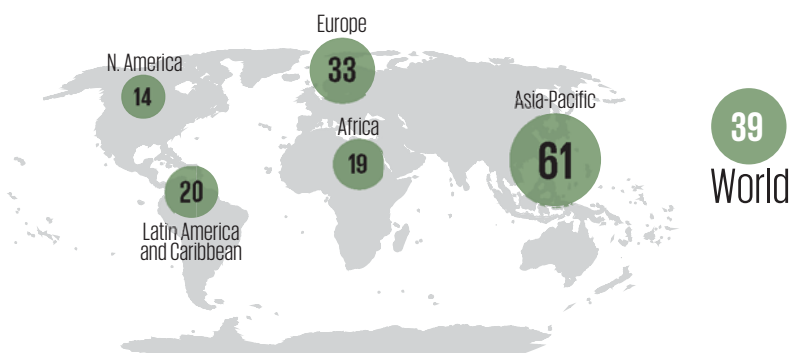 Europe
33
N. America
14
Asia-Pacific
61
Africa
19
20
Latin America
and Caribbean
39
World